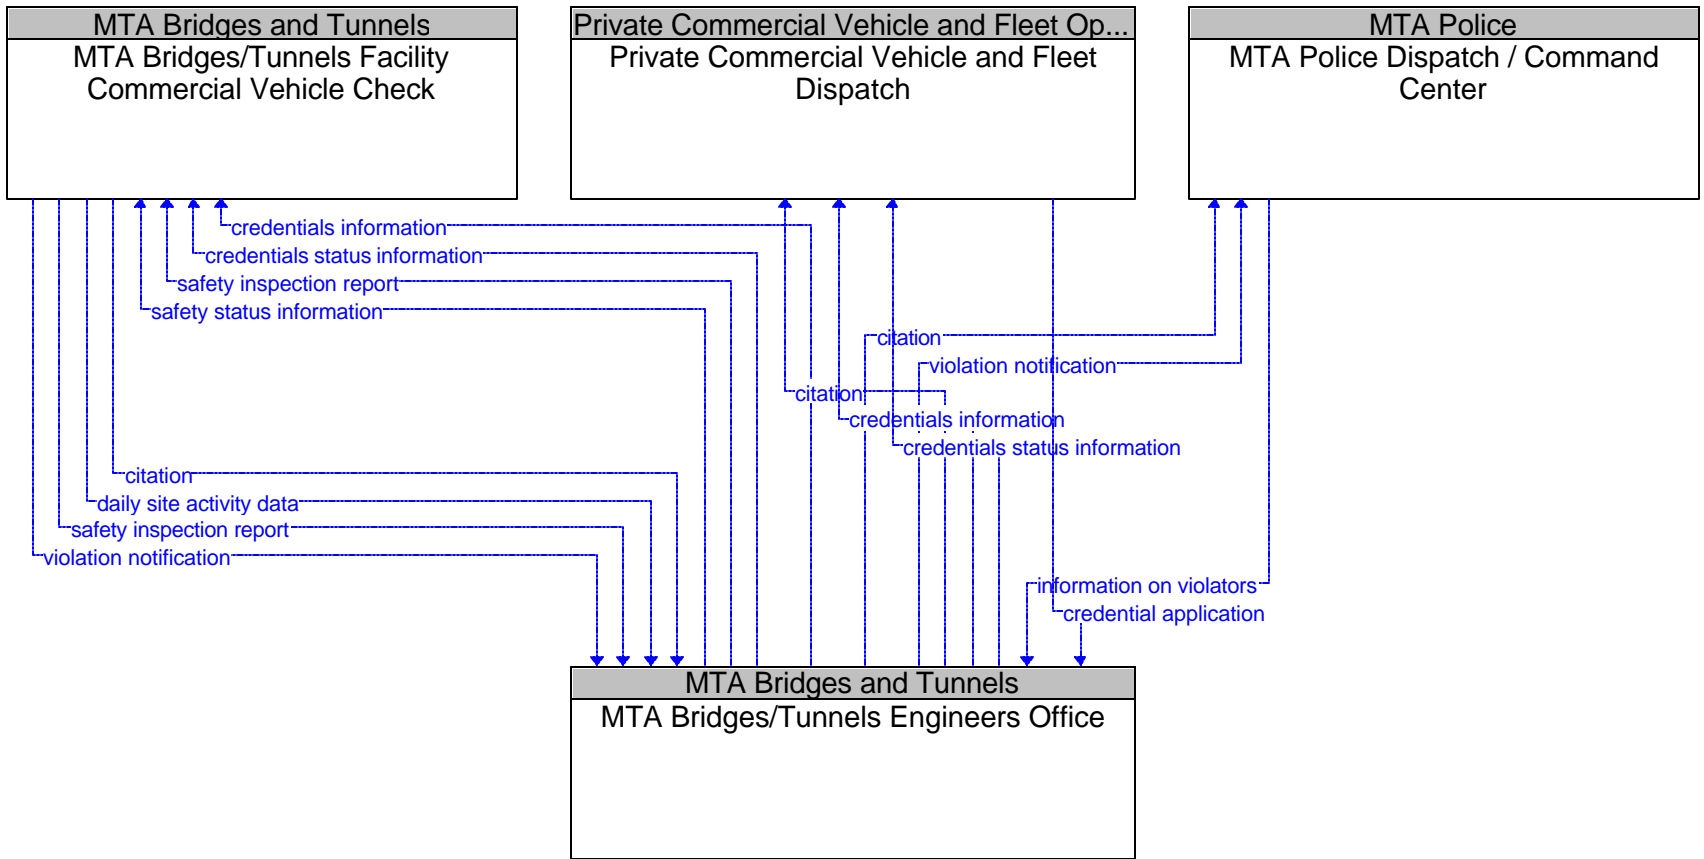 MTA Bridges and Tunnels
MTA Bridges/Tunnels Facility
Commercial Vehicle Check
Private Commercial Vehicle and Fleet Op...
Private Commercial Vehicle and Fleet
Dispatch
MTA Police
MTA Police Dispatch / Command
Center
credentials information
credentials status information
safety inspection report
safety status information
citation
violation notification
citation
credentials information
credentials status information
citation
daily site activity data
safety inspection report
violation notification
information on violators
credential application
MTA Bridges and Tunnels
MTA Bridges/Tunnels Engineers Office